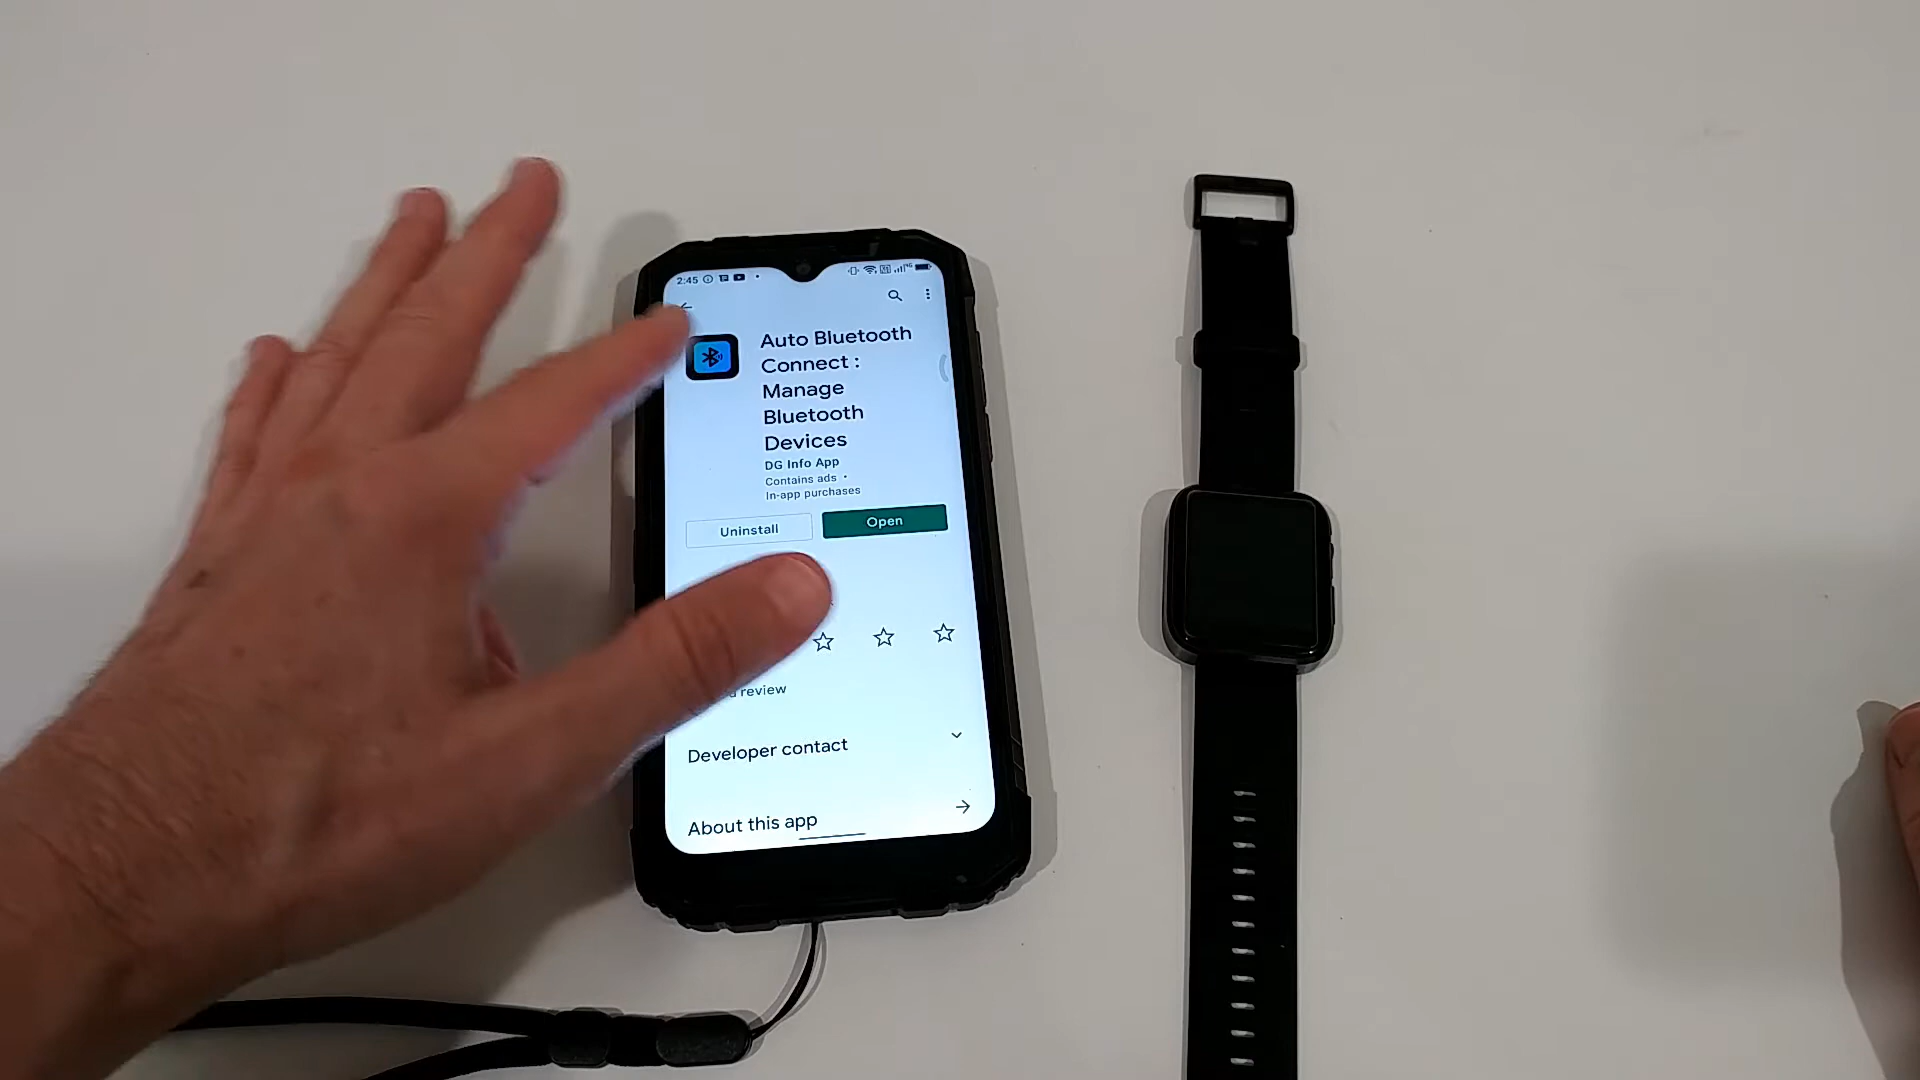 2:45
Auto Bluetooth
Connect :
Manage
Bluetooth
Devices
DG Info App
Contains ads •
In-app purchases
Uninstall
Open
a review
Developer contact
About this app